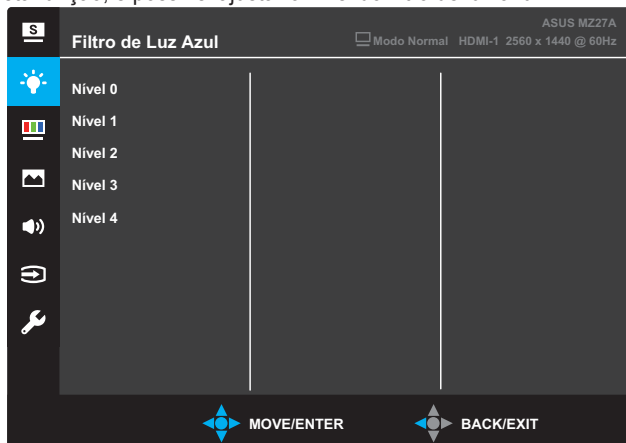 S
ASUS MZ27A
Filtro de Luz Azul
Modo Normal HDMI-1 2560 x 1440 @ 60Hz
Nível 0
Nível 1
Nível 2
Nível 3
Nível 4
MOVE/ENTER
BACK/EXIT